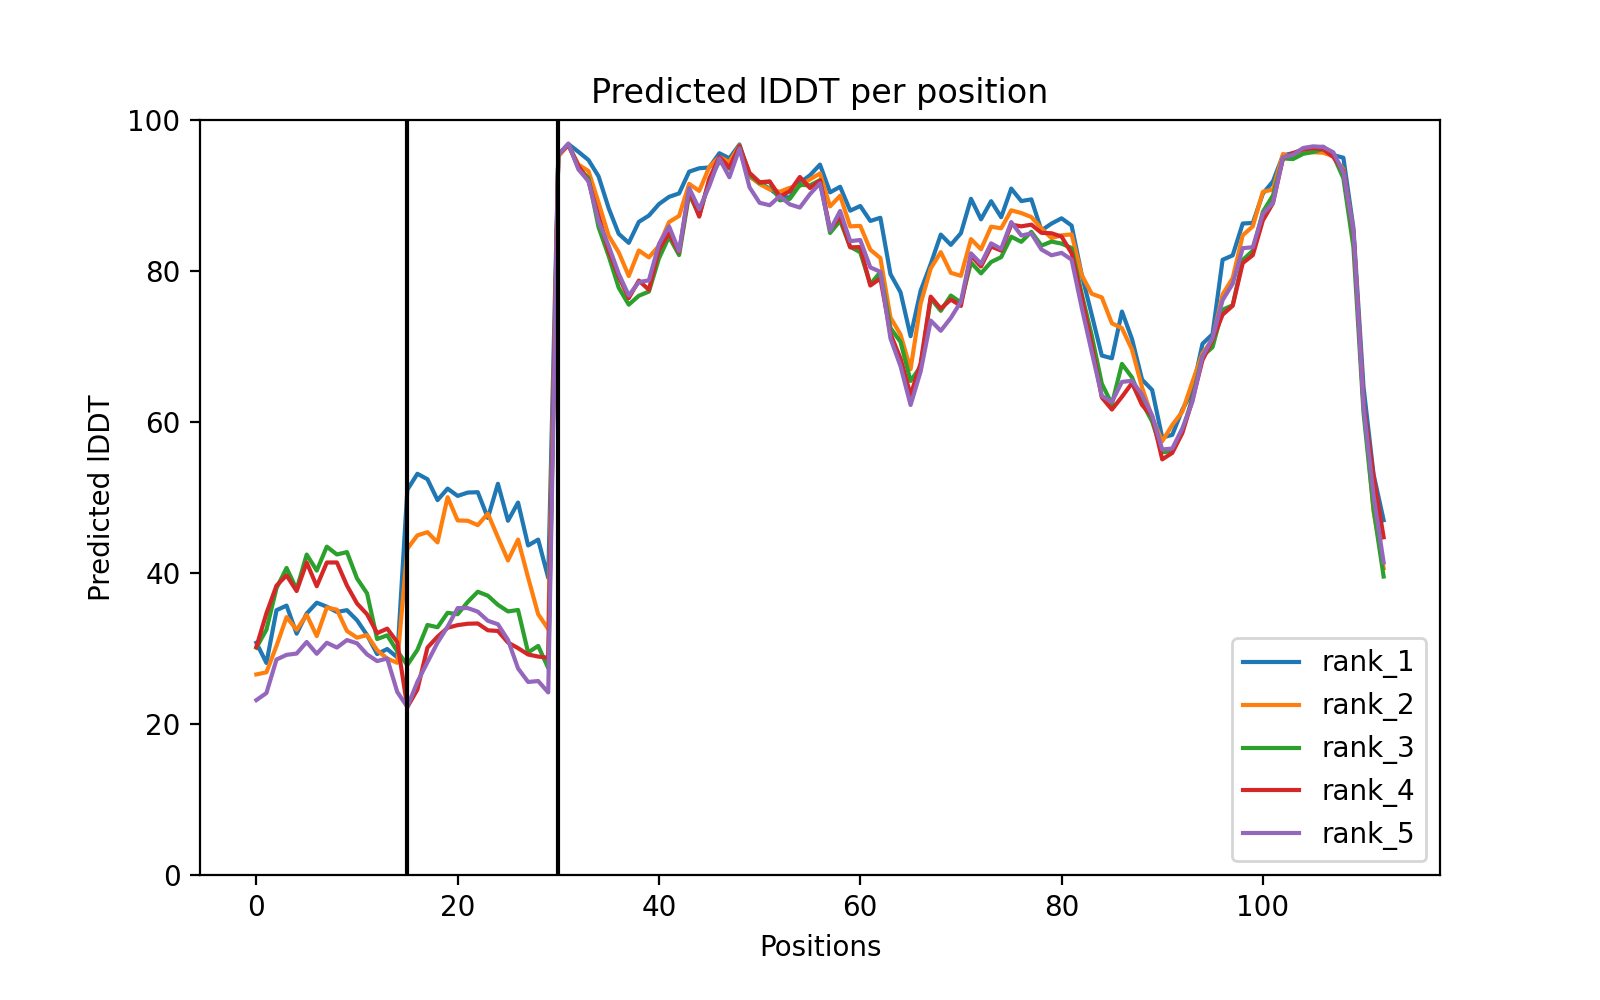 Predicted lDDT per position
Predicted lDDT
100
80
60
40
20
0
0 20 40 60 80 100
Positions
rank_1
rank_2
rank_3
rank_4
rank_5